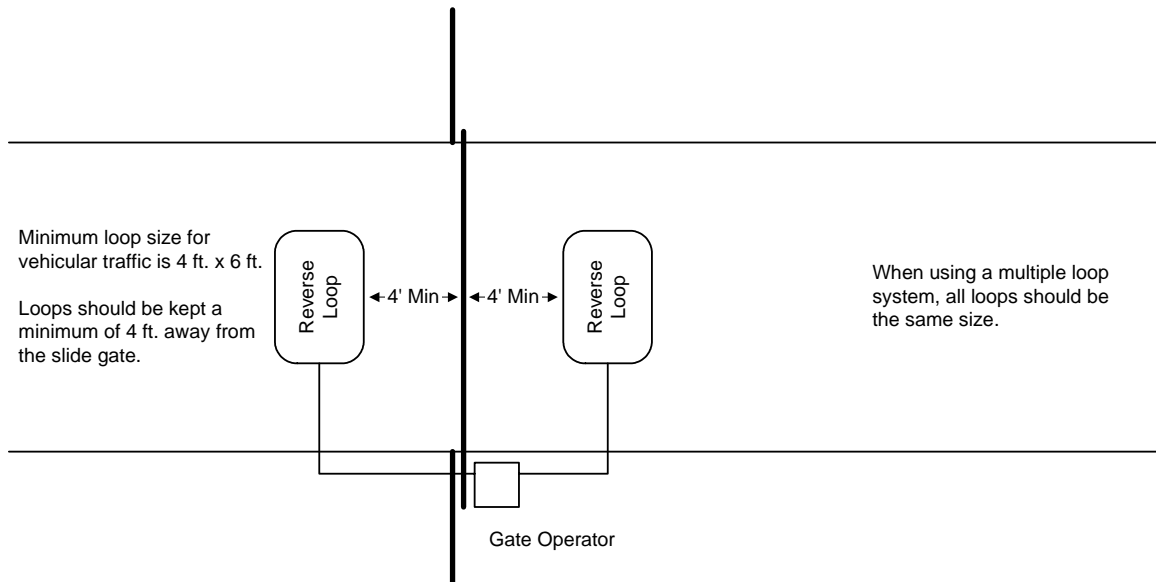 Minimum loop size for
vehicular traffic is 4 ft. x 6 ft.
Loops should be kept a
minimum of 4 ft. away from
the slide gate.
Reverse
Loop
4' Min
4' Min
Reverse
Loop
When using a multiple loop
system, all loops should be
the same size.
Gate Operator